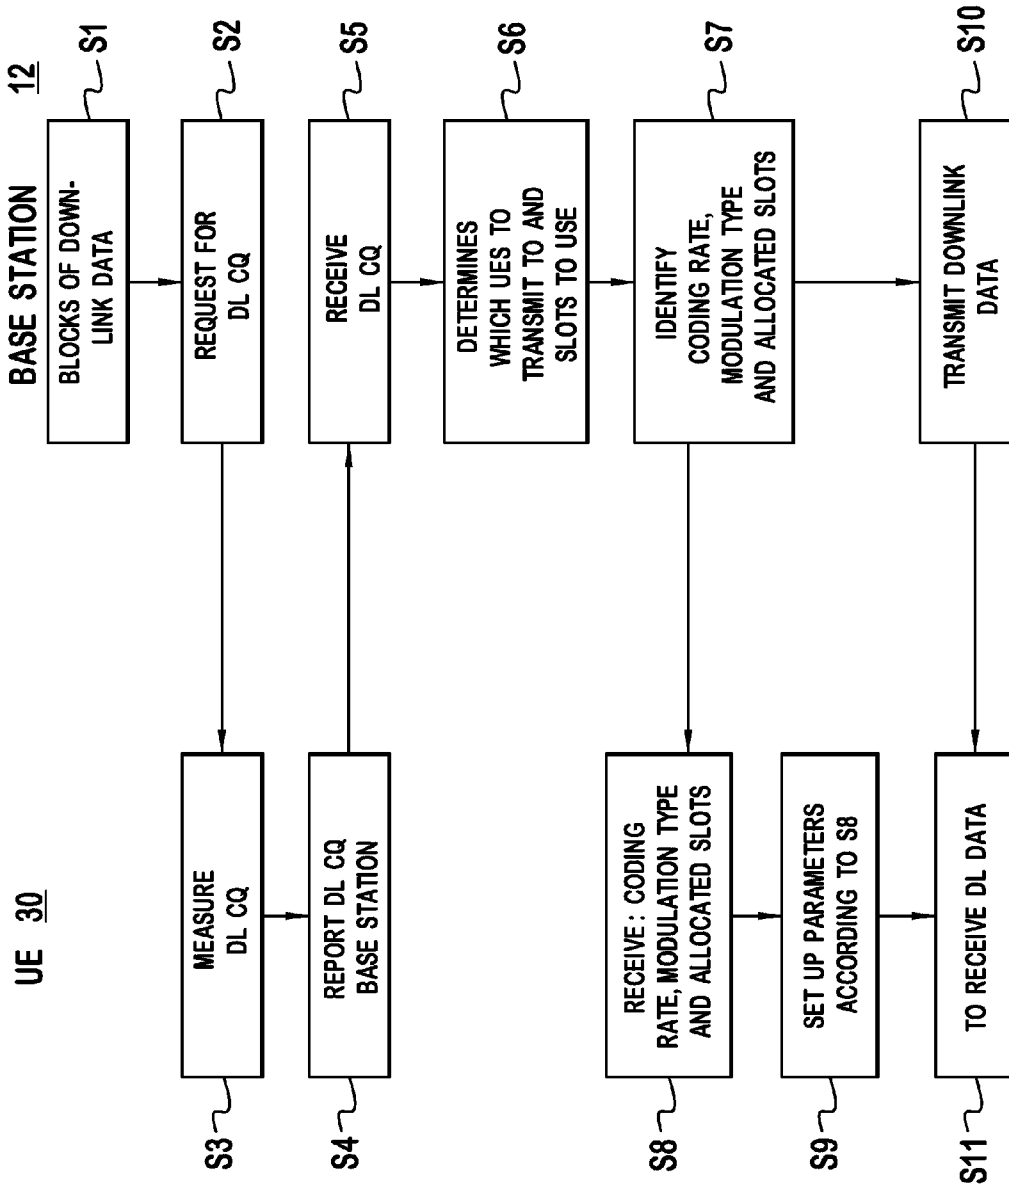 UE 30
BASE STATION 12
BLOCKS OF DOWN-
LINK DATA
S1
REQUEST FOR
DL CQ
S2
S3
MEASURE
DL CQ
S4
REPORT DL CQ
BASE STATION
RECEIVE
DL CQ
S5
DETERMINES
WHICH UES TO
TRANSMIT TO AND
SLOTS TO USE
S6
IDENTIFY
CODING RATE,
MODULATION TYPE
AND ALLOCATED SLOTS
S7
S8
RECEIVE: CODING
RATE, MODULATION TYPE
AND ALLOCATED SLOTS
S9
SET UP PARAMETERS
ACCORDING TO S8
TRANSMIT DOWNLINK
DATA
S10
S11
TO RECEIVE DL DATA